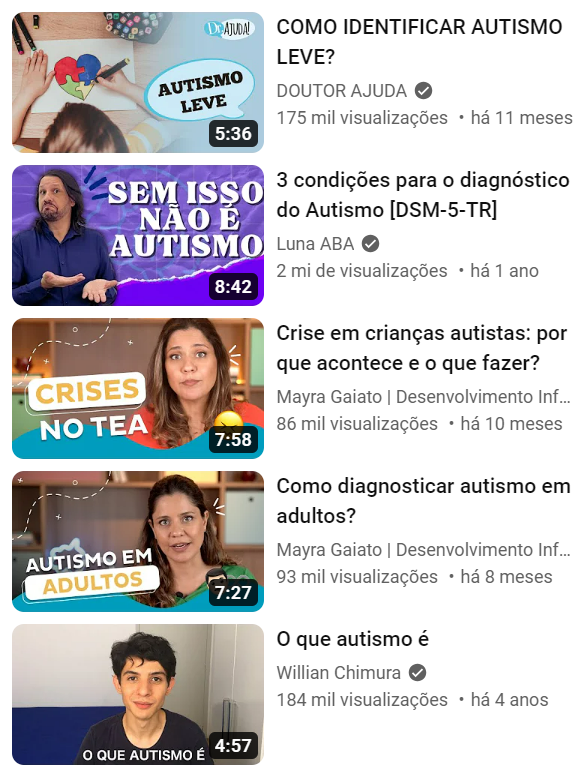 Dr. AJUDA!
AUTISMO
LEVE
5:36
COMO IDENTIFICAR AUTISMO
LEVE?
DOUTOR AJUDA
175 mil visualizações • há 11 meses
SEM ISSO
NÃO É
AUTISMO
8:42
3 condições para o diagnóstico
do Autismo [DSM-5-TR]
Luna ABA
2 mi de visualizações • há 1 ano
CRISES
NO TEA
7:58
Crise em crianças autistas: por
que acontece e o que fazer?
Mayra Gaiato | Desenvolvimento Inf...
86 mil visualizações • há 10 meses
AUTISMO EM
ADULTOS
7:27
Como diagnosticar autismo em
adultos?
Mayra Gaiato | Desenvolvimento Inf...
93 mil visualizações • há 8 meses
O QUE AUTISMO É
4:57
O que autismo é
Willian Chimura
184 mil visualizações • há 4 anos